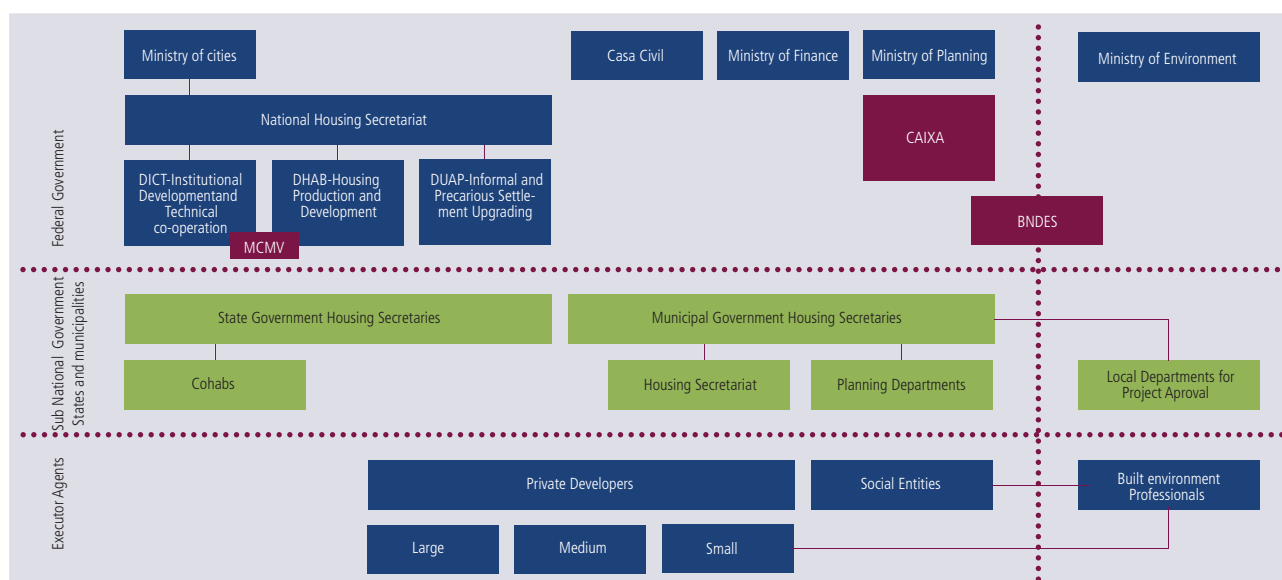 Federal Government
Ministry of cities
Casa Civil
Ministry of Finance
Ministry of Planning
Ministry of Environment
National Housing Secretariat
CAIXA
DICT-Institutional
Developmentand
Technical
co-operation
DHAB-Housing
Production and
Development
DUAP-Informal and
Precarious Settle-
ment Upgrading
MCMV
BNDES
Sub National Government
States and municipalities
State Government Housing Secretaries
Municipal Government Housing Secretaries
Cohabs
Housing Secretariat
Planning Departments
Local Departments for
Project Aproval
Executor Agents
Private Developers
Social Entities
Built environment
Professionals
Large
Medium
Small